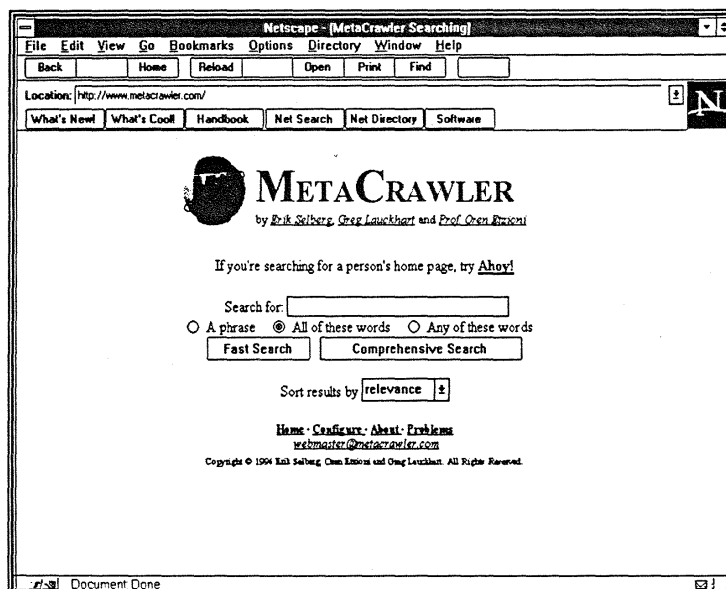 Netscape - [MetaCrawler Searching]
File Edit View Go Bookmarks Options Directory Window Help
Back Home Reload Open Print Find
Location: http://www.metacrawler.com/
What's New! What's Cool! Handbook Net Search Net Directory Software
N
METACRAWLER
by Erik Selberg, Greg Lauckhart and Prof. Oren Etzioni
If you're searching for a person's home page, try Ahoy!
Search for:
A phrase All of these words Any of these words
Fast Search Comprehensive Search
Sort results by relevance
Home · Configure · About · Problems
webmaster@metacrawler.com
Copyright © 1996 Erik Selberg, Oren Etzioni and Greg Lauckhart. All Rights Reserved.
Document Done